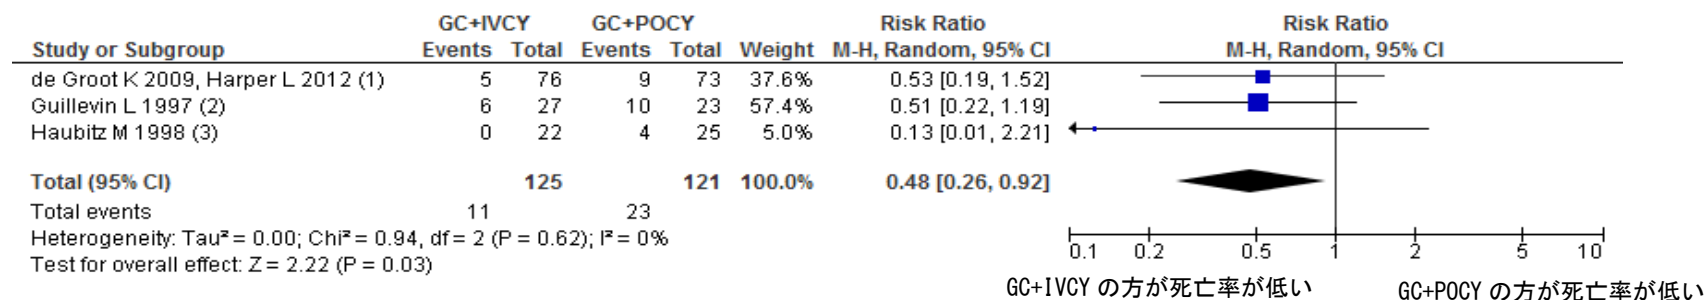 GC+IVCY GC+POCY Risk Ratio Risk Ratio
Study or Subgroup Events Total Events Total Weight M-H, Random, 95% CI M-H, Random, 95% CI
de Groot K 2009, Harper L 2012 (1) 5 76 9 73 37.6% 0.53 [0.19, 1.52]
Guillevin L 1997 (2) 6 27 10 23 57.4% 0.51 [0.22, 1.19]
Haubitz M 1998 (3) 0 22 4 25 5.0% 0.13 [0.01, 2.21]
Total (95% CI) 125 121 100.0% 0.48 [0.26, 0.92]
Total events 11 23
Heterogeneity: Tau² = 0.00; Chi² = 0.94, df = 2 (P = 0.62); I² = 0%
Test for overall effect: Z = 2.22 (P = 0.03)
0.1 0.2 0.5 1 2 5 10
GC+IVCY の方が死亡率が低い GC+POCY の方が死亡率が低い